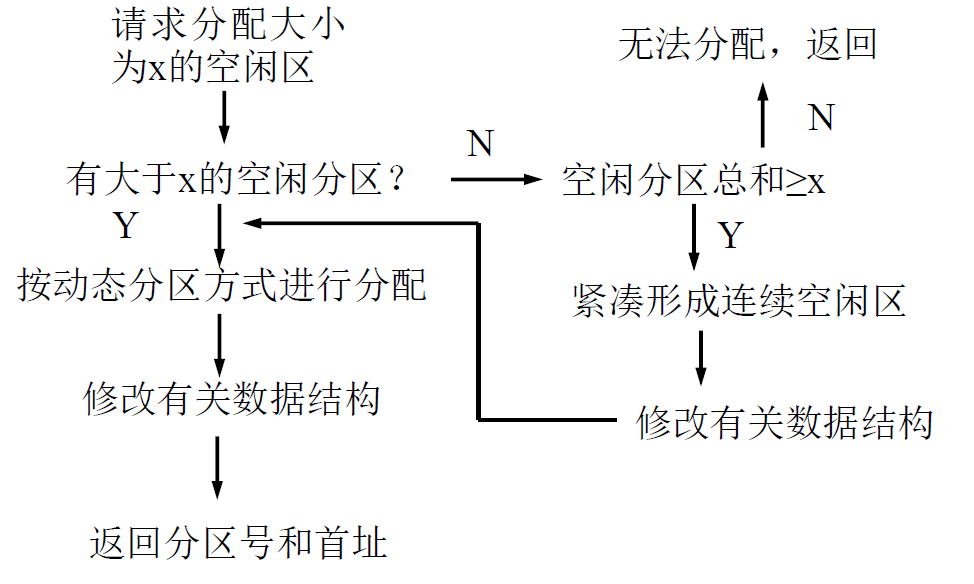 请求分配大小
为x的空闲区
无法分配，返回
N
N
有大于x的空闲分区？
空闲分区总和≥x
Y
Y
按动态分区方式进行分配
紧凑形成连续空闲区
修改有关数据结构
修改有关数据结构
返回分区号和首址